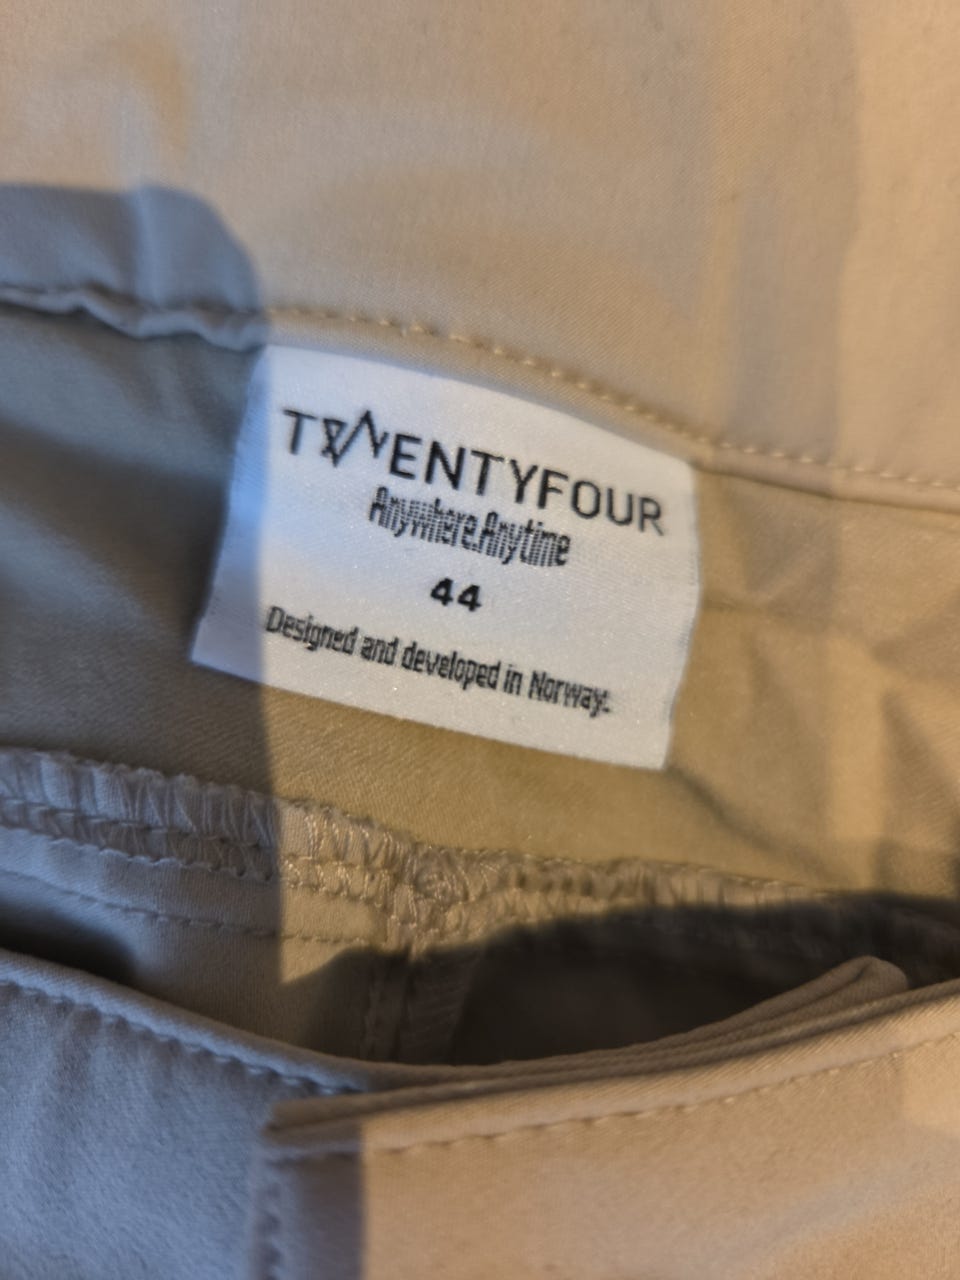 TWENTYFOUR
Anywhere.Anytime
44
Designed and developed in Norway.